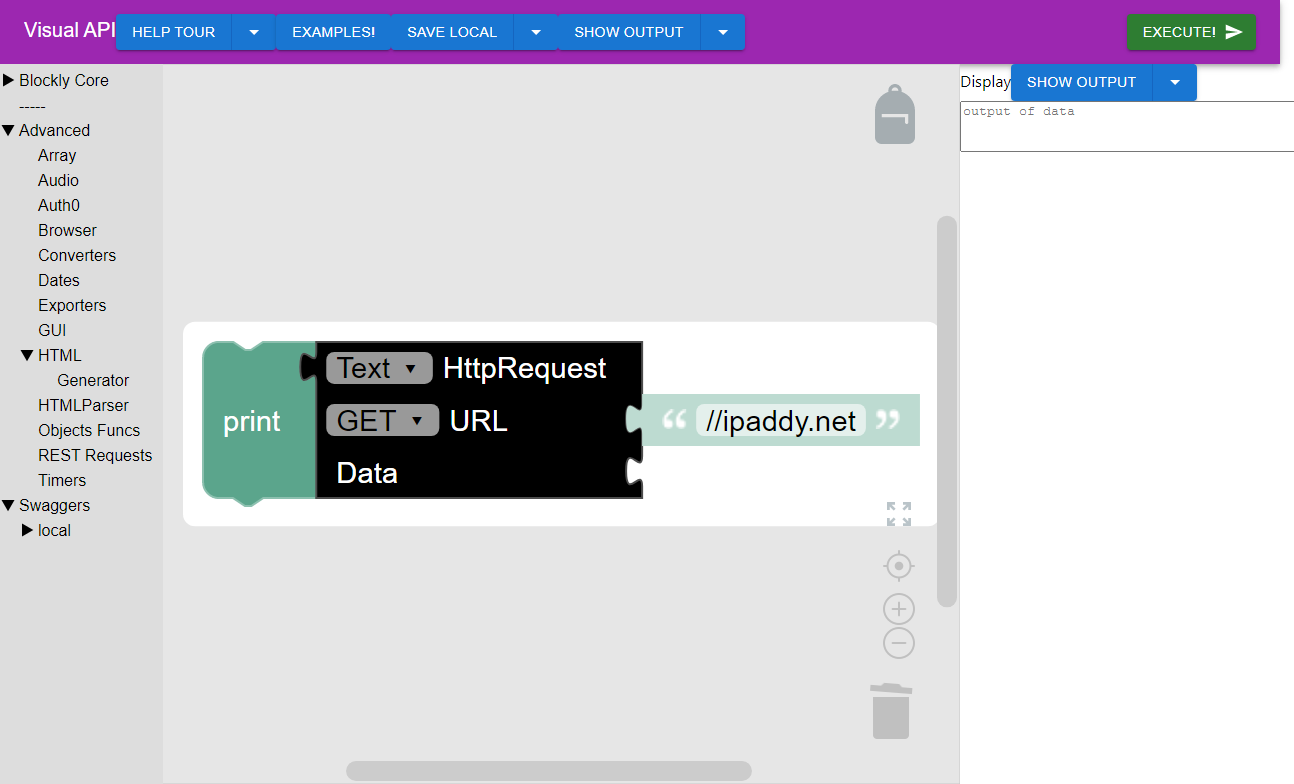 Visual API HELP TOUR EXAMPLES! SAVE LOCAL SHOW OUTPUT EXECUTE!
Blockly Core
-----
Advanced
Array
Audio
Auth0
Browser
Converters
Dates
Exporters
GUI
HTML
Generator
HTMLParser
Objects Funcs
REST Requests
Timers
Swaggers
local
print
Text HttpRequest
GET URL
“ //ipaddy.net ”
Data
Display SHOW OUTPUT
output of data